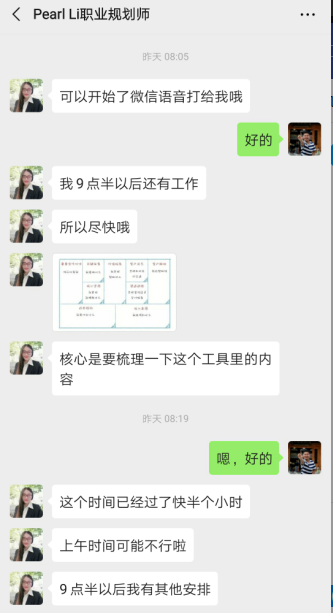 Pearl Li职业规划师
昨天 08:05
可以开始了微信语音打给我哦
好的
我9点半以后还有工作
所以尽快哦
核心是要梳理一下这个工具里的内
容
昨天 08:19
嗯，好的
这个时间已经过了快半个小时
上午时间可能不行啦
9点半以后我有其他安排